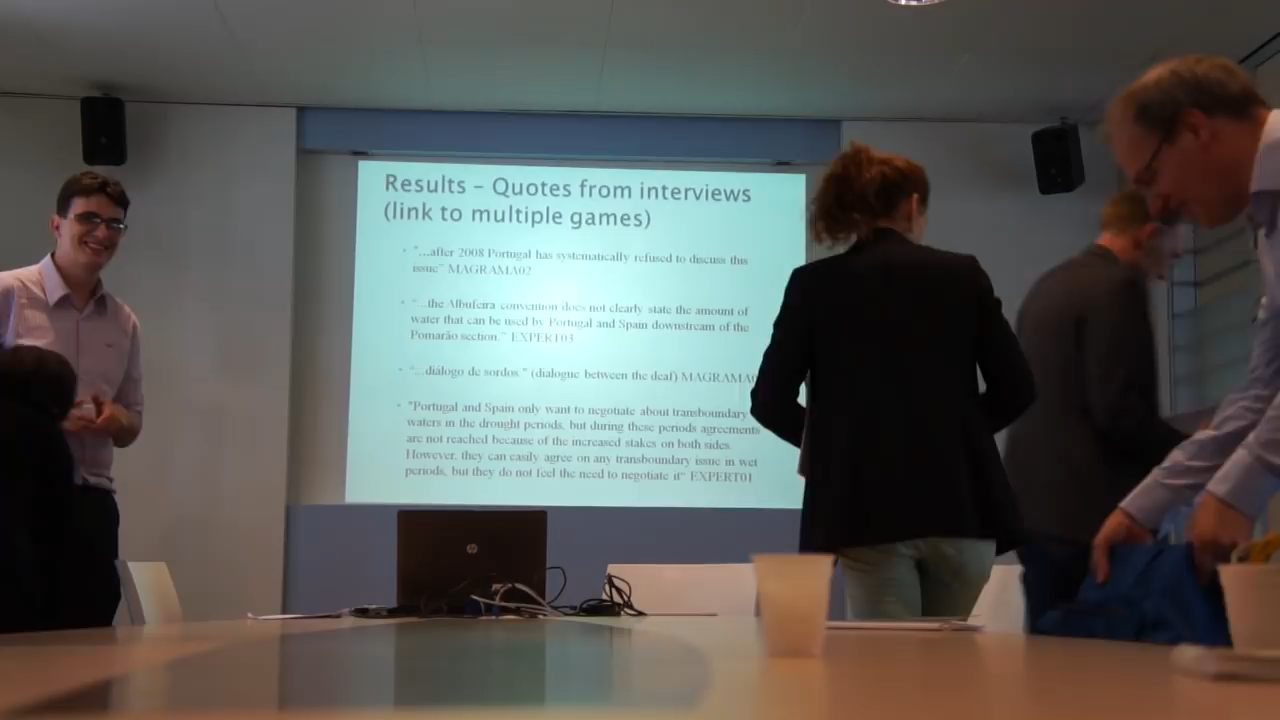 Results – Quotes from interviews
(link to multiple games)
• "...after 2008 Portugal has systematically refused to discuss this
issue" MAGRAMA02
• "...the Albufeira convention does not clearly state the amount of
water that can be used by Portugal and Spain downstream of the
Pomarão section." EXPERT03
• "...diálogo de sordos." (dialogue between the deaf)
• "Portugal and Spain only want to negotiate about transboundary
waters in the drought periods, but during these periods agreements
are not reached because of the increased stakes on both sides.
However, they can easily agree on any transboundary issue in wet
periods, but they do not feel the need to negotiate it" EXPERT01
hp